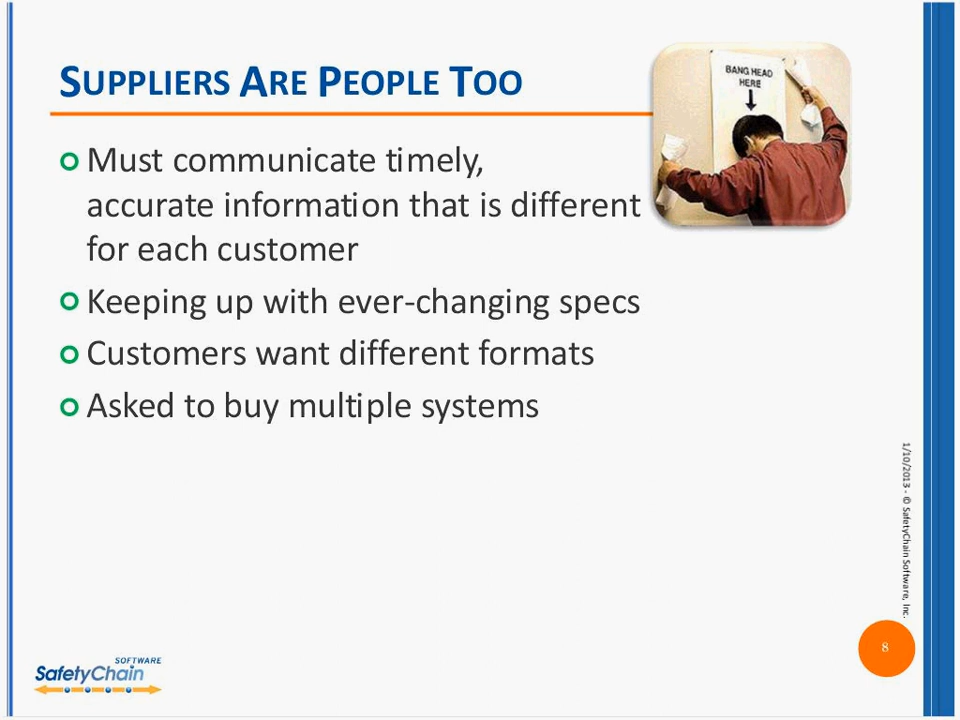 SUPPLIERS ARE PEOPLE TOO
BANG HEAD
HERE
Must communicate timely,
accurate information that is different
for each customer
Keeping up with ever-changing specs
Customers want different formats
Asked to buy multiple systems
1/10/2013 - © SafetyChain Software, Inc.
8
SOFTWARE
SafetyChain